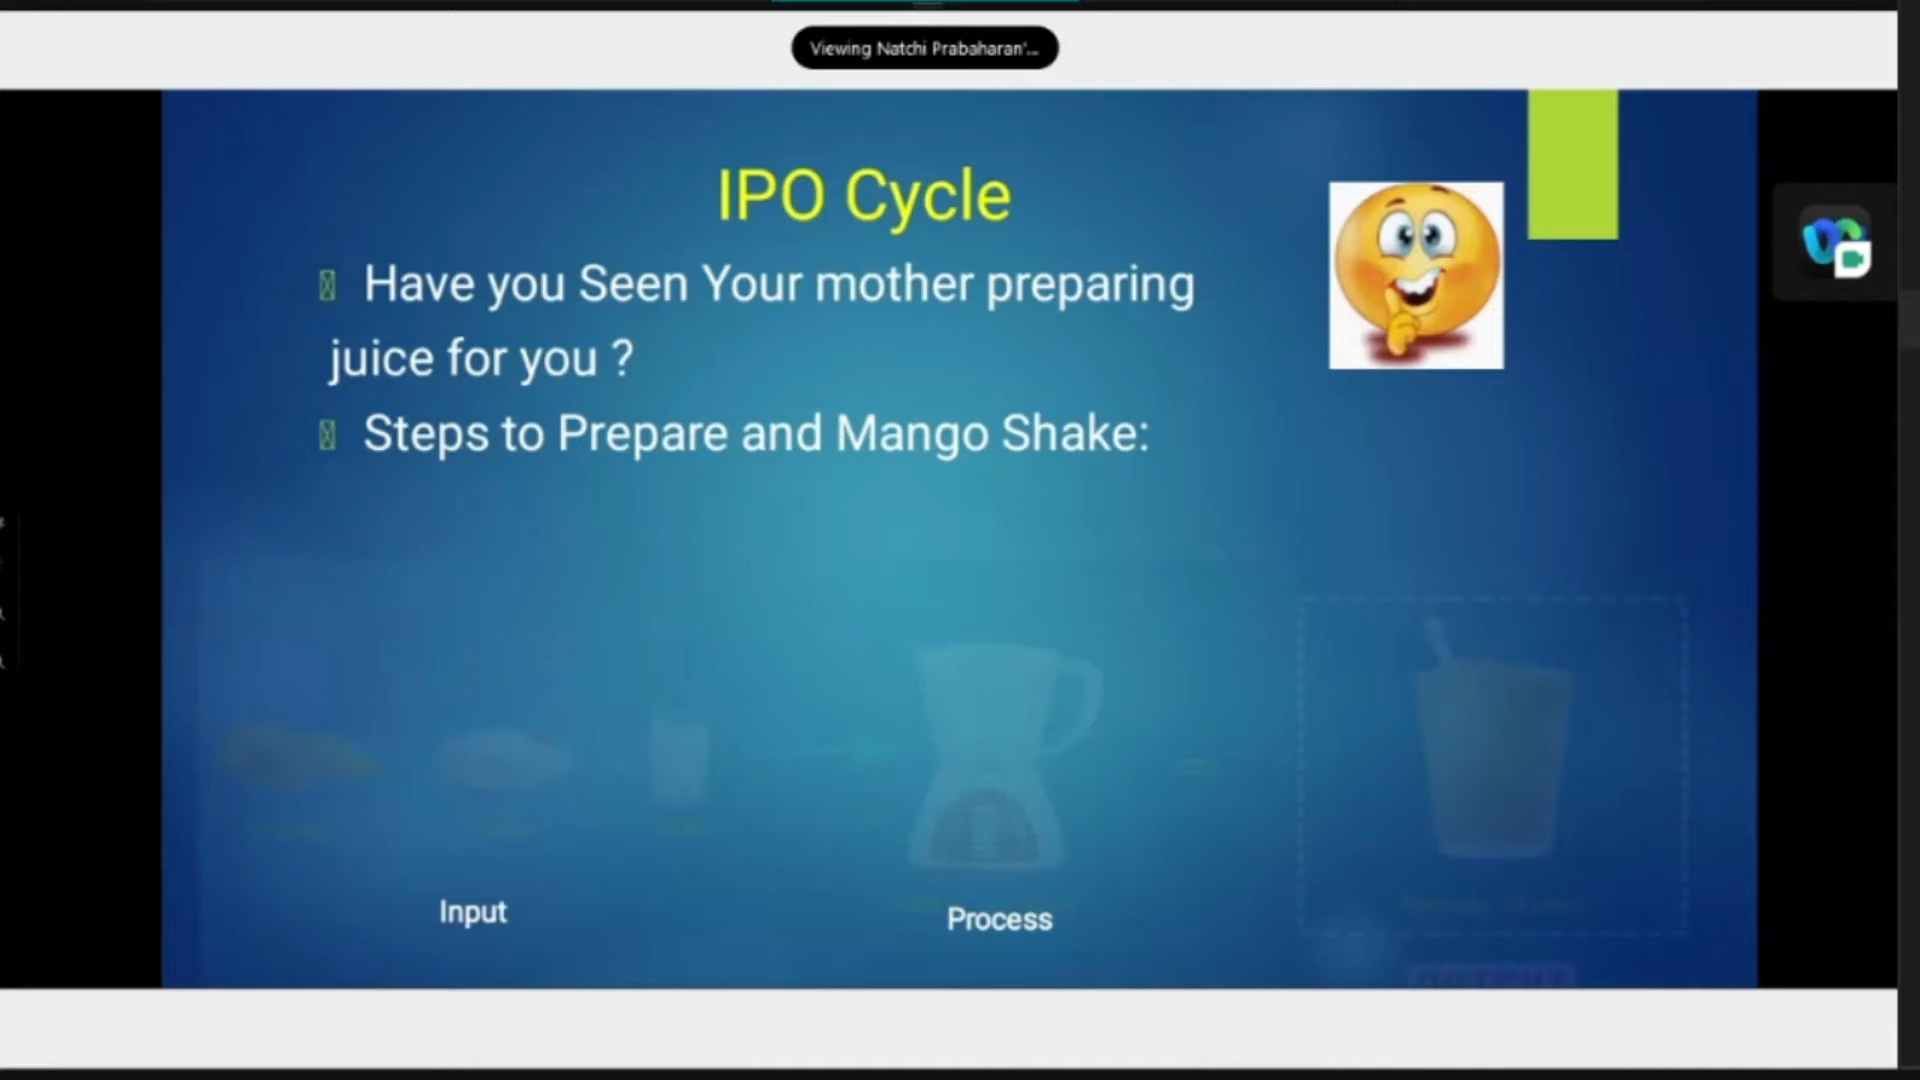 Viewing Natchi Prabaharan'...
IPO Cycle
Have you Seen Your mother preparing
juice for you ?
Steps to Prepare and Mango Shake:
Input
Process